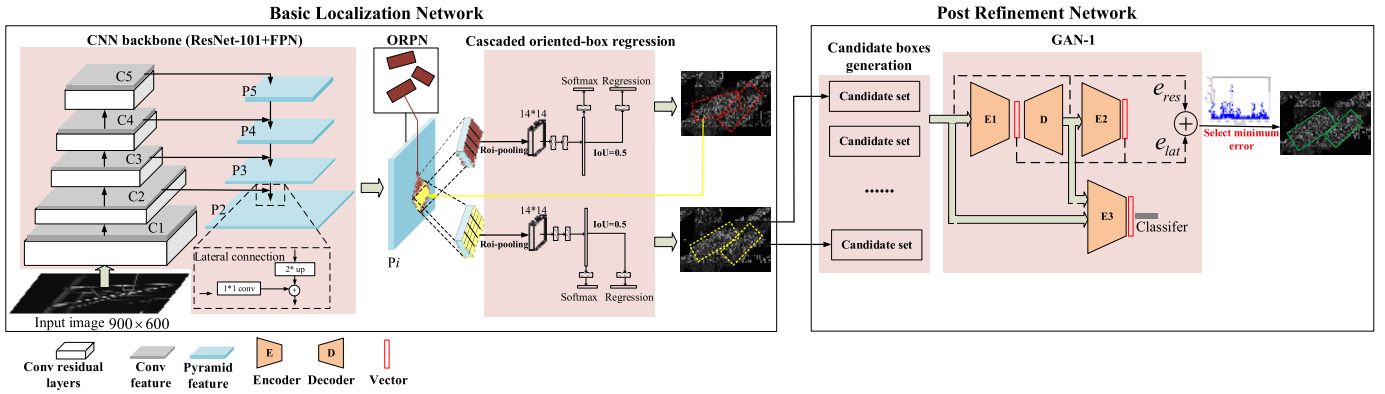 Basic Localization Network
Post Refinement Network
CNN backbone (ResNet-101+FPN)
ORPN
Cascaded oriented-box regression
Candidate boxes
generation
GAN-1
C5
C4
C3
C2
C1
P5
P4
P3
P2
Lateral connection
2* up
1*1 conv
+
Input image 900×600
Pi
14*14
Roi-pooling
Softmax
Regression
IoU=0.5
14*14
Roi-pooling
IoU=0.5
Softmax
Regression
Candidate set
Candidate set
......
Candidate set
E1
D
E2
E3
Classifer
e_res
e_lat
+
Select minimum
error
Conv residual
layers
Conv
feature
Pyramid
feature
E
Encoder
D
Decoder
Vector